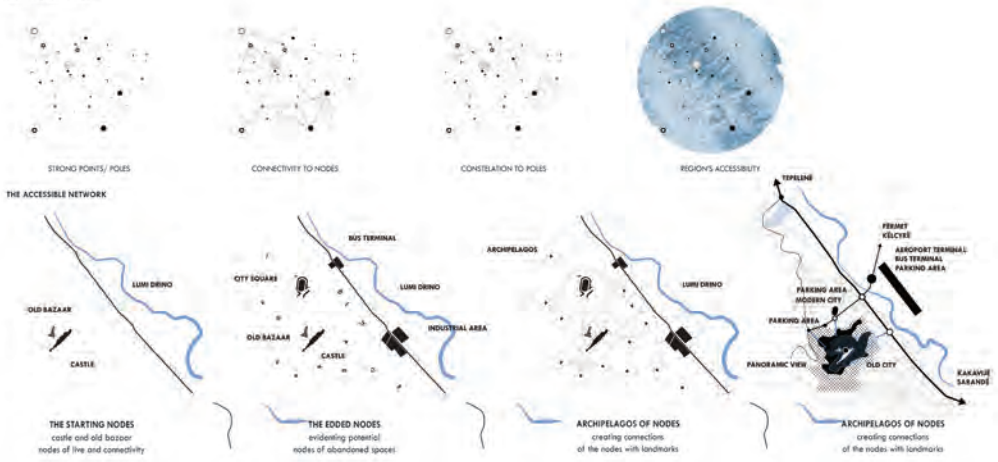 STRONG POINTS/ POLES
CONNECTIVITY TO NODES
CONSTELATION TO POLES
REGION'S ACCESSIBILITY
THE ACCESSIBLE NETWORK
OLD BAZAAR
LUMI DRINO
CASTLE
BUS TERMINAL
CITY SQUARE
LUMI DRINO
OLD BAZAAR
INDUSTRIAL AREA
CASTLE
ARCHIPELAGOS
LUMI DRINO
TEPELENË
PËRMET
KËLCYRË
AEROPORT TERMINAL
BUS TERMINAL
PARKING AREA
PARKING AREA
MODERN CITY
PARKING AREA
PANORAMIC VIEW
OLD CITY
KAKAVIJË
SARANDË
THE STARTING NODES
castle and old bazaar
nodes of live and connectivity
THE EDDED NODES
evidenting potential
nodes of abandoned spaces
ARCHIPELAGOS OF NODES
creating connections
of the nodes with landmarks
ARCHIPELAGOS OF NODES
creating connections
of the nodes with landmarks